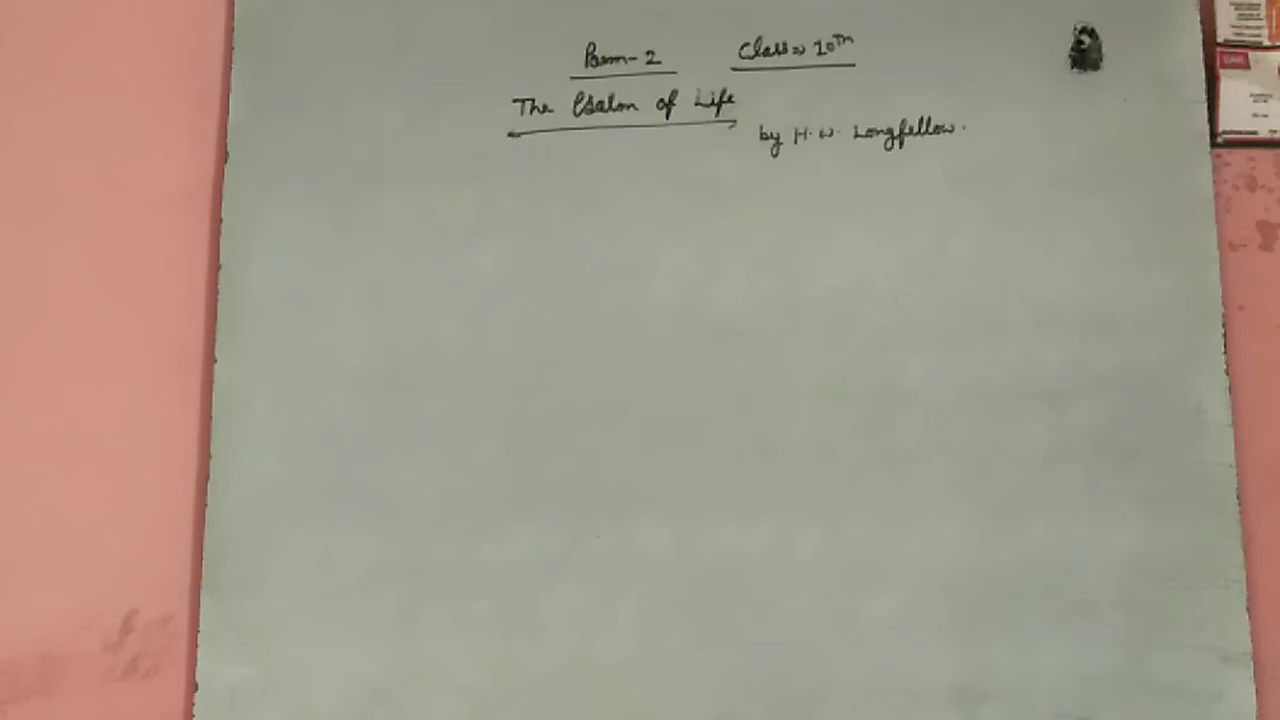 Poem-2 Class 10th
The Psalm of Life
by H.W. Longfellow.